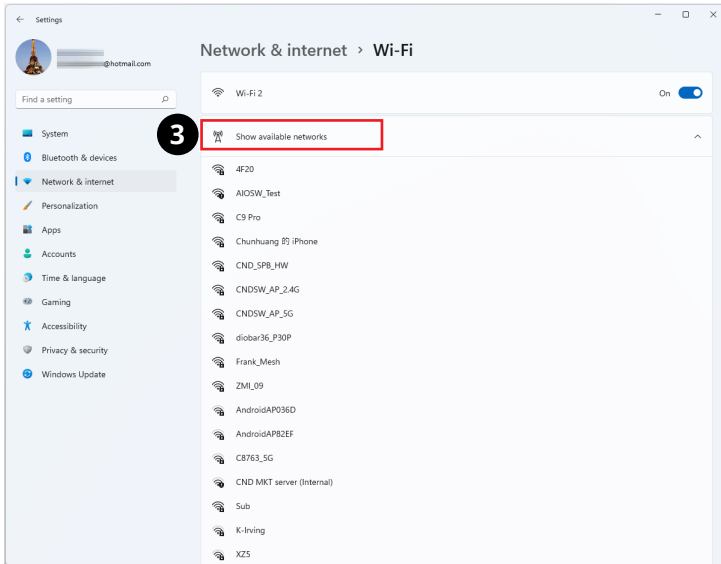 Settings
@hotmail.com
Find a setting
System
Bluetooth & devices
Network & internet
Personalization
Apps
Accounts
Time & language
Gaming
Accessibility
Privacy & security
Windows Update
Network & internet > Wi-Fi
Wi-Fi 2
On
3
Show available networks
4F20
AIOSW_Test
C9 Pro
Chunhuang 的 iPhone
CND_SPB_HW
CNDSW_AP_2.4G
CNDSW_AP_5G
diobar36_P30P
Frank_Mesh
ZMI_09
AndroidAP036D
AndroidAP82EF
C8763_5G
CND MKT server (Internal)
Sub
K-Irving
XZ5